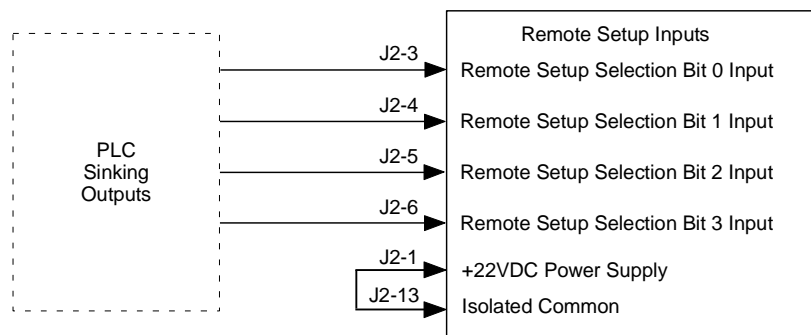 Remote Setup Inputs
J2-3
Remote Setup Selection Bit 0 Input
J2-4
Remote Setup Selection Bit 1 Input
PLC
Sinking
Outputs
J2-5
Remote Setup Selection Bit 2 Input
J2-6
Remote Setup Selection Bit 3 Input
J2-1
+22VDC Power Supply
J2-13
Isolated Common